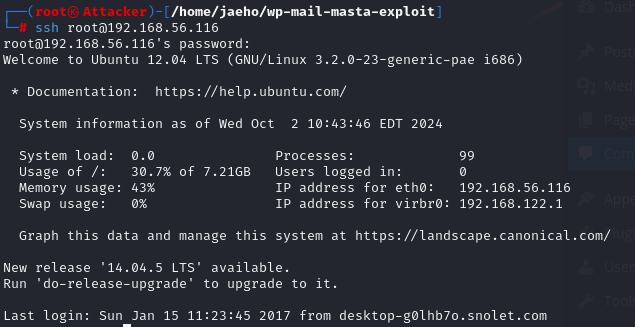 (root㉿Attacker)-[/home/jaeho/wp-mail-masta-exploit]
# ssh root@192.168.56.116
root@192.168.56.116's password:
Welcome to Ubuntu 12.04 LTS (GNU/Linux 3.2.0-23-generic-pae i686)
* Documentation:  https://help.ubuntu.com/
System information as of Wed Oct  2 10:43:46 EDT 2024
System load:  0.0               Processes:           99
Usage of /:   30.7% of 7.21GB   Users logged in:     0
Memory usage: 43%               IP address for eth0:   192.168.56.116
Swap usage:   0%                IP address for virbr0: 192.168.122.1
Graph this data and manage this system at https://landscape.canonical.com/
New release '14.04.5 LTS' available.
Run 'do-release-upgrade' to upgrade to it.
Last login: Sun Jan 15 11:23:45 2017 from desktop-g0lhb7o.snolet.com